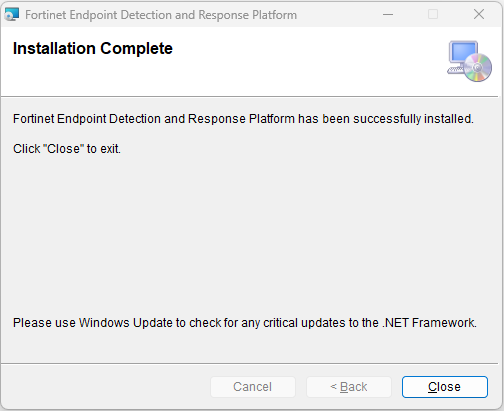 Fortinet Endpoint Detection and Response Platform
Installation Complete
Fortinet Endpoint Detection and Response Platform has been successfully installed.
Click "Close" to exit.
Please use Windows Update to check for any critical updates to the .NET Framework.
Cancel
< Back
Close